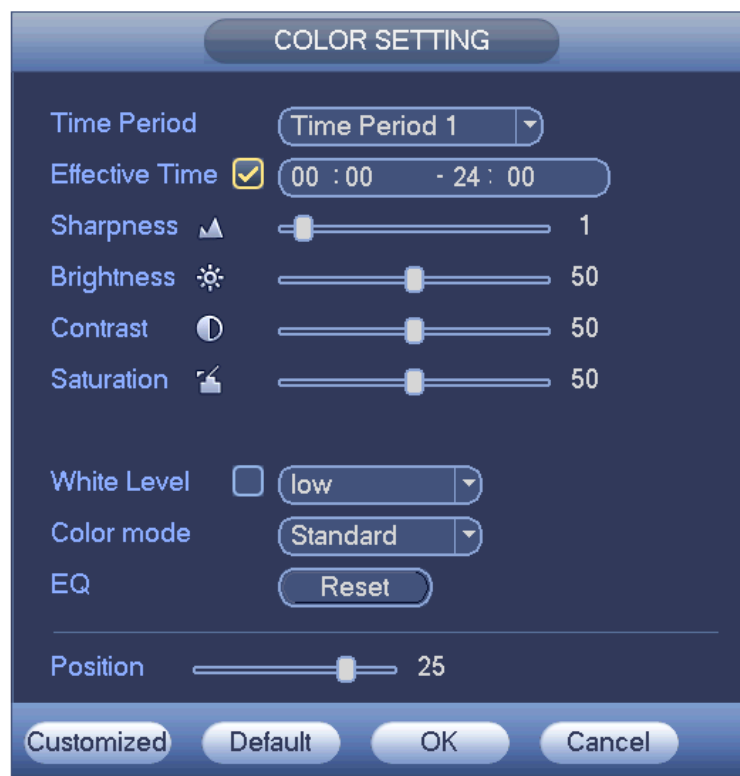 COLOR SETTING
Time Period Time Period 1
Effective Time 00 :00 - 24 : 00
Sharpness 1
Brightness 50
Contrast 50
Saturation 50
White Level low
Color mode Standard
EQ Reset
Position 25
Customized Default OK Cancel